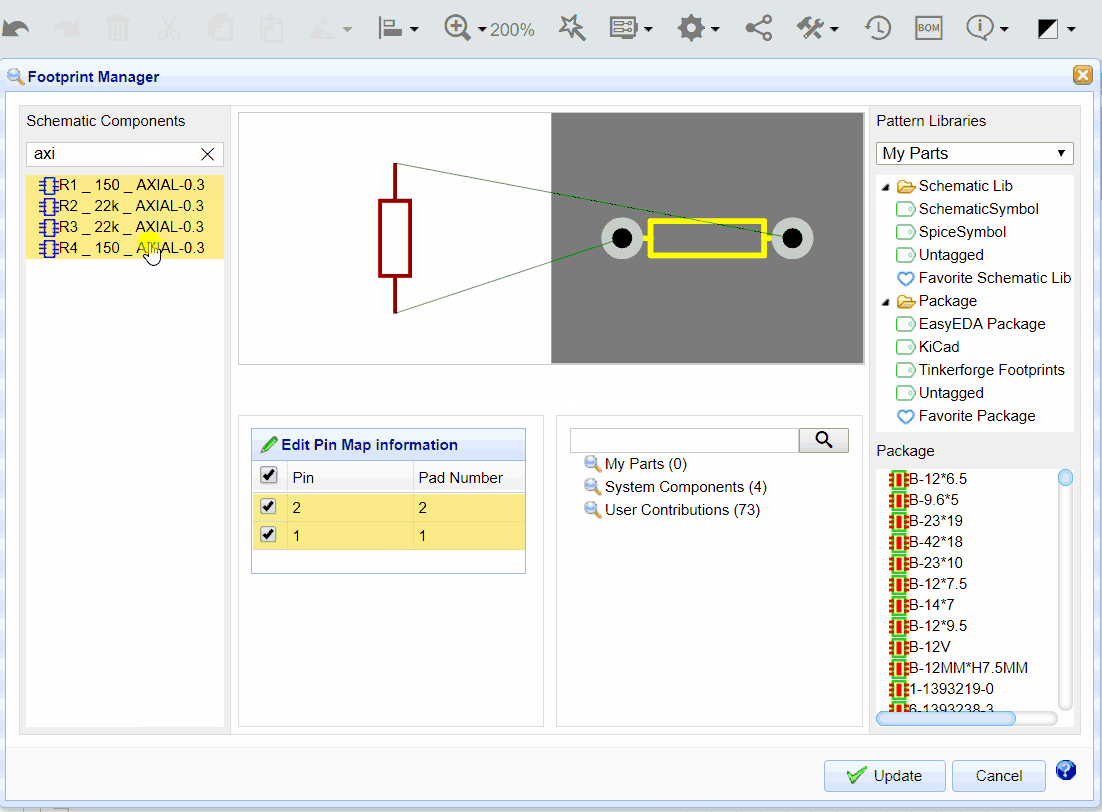 200%
BOM
Footprint Manager
Schematic Components
axi
R1 _ 150 _ AXIAL-0.3
R2 _ 22k _ AXIAL-0.3
R3 _ 22k _ AXIAL-0.3
R4 _ 150 _ AXIAL-0.3
Edit Pin Map information
Pin Pad Number
2 2
1 1
My Parts (0)
System Components (4)
User Contributions (73)
Pattern Libraries
My Parts
Schematic Lib
SchematicSymbol
SpiceSymbol
Untagged
Favorite Schematic Lib
Package
EasyEDA Package
KiCad
Tinkerforge Footprints
Untagged
Favorite Package
Package
B-12*6.5
B-9.6*5
B-23*19
B-42*18
B-23*10
B-12*7.5
B-14*7
B-12*9.5
B-12V
B-12MM*H7.5MM
1-1393219-0
6-1393238-3
Update
Cancel